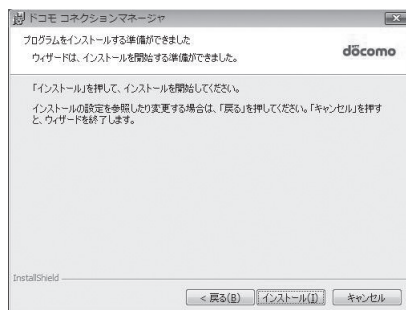 ドコモ コネクションマネージャ
プログラムをインストールする準備ができました
ウィザードは、インストールを開始する準備ができました。
döcomo
「インストール」を押して、インストールを開始してください。
インストールの設定を参照したり変更する場合は、「戻る」を押してください。「キャンセル」を押す
と、ウィザードを終了します。
InstallShield
< 戻る(B)
インストール(I)
キャンセル